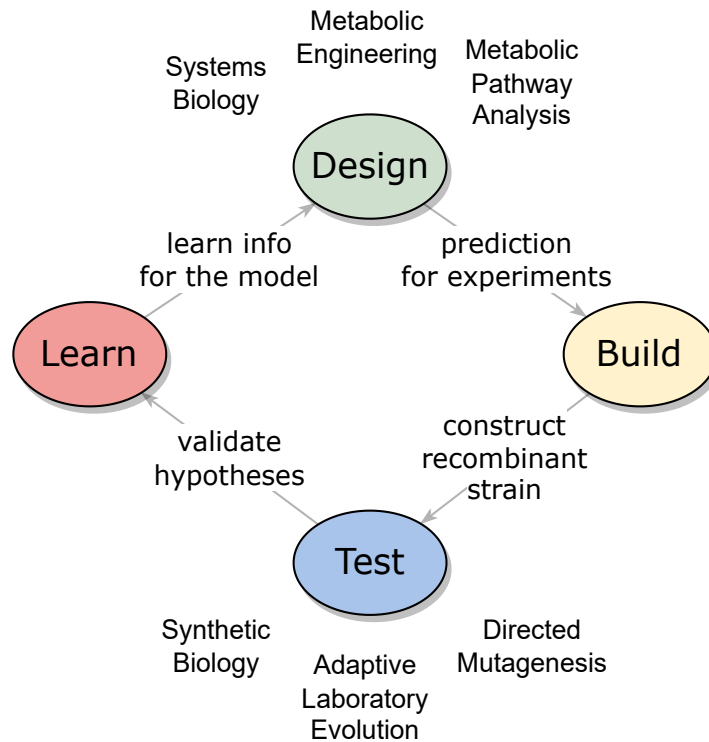 Metabolic
Engineering
Systems
Biology
Metabolic
Pathway
Analysis
Design
learn info
for the model
prediction
for experiments
Learn
Build
validate
hypotheses
construct
recombinant
strain
Test
Synthetic
Biology
Adaptive
Laboratory
Evolution
Directed
Mutagenesis